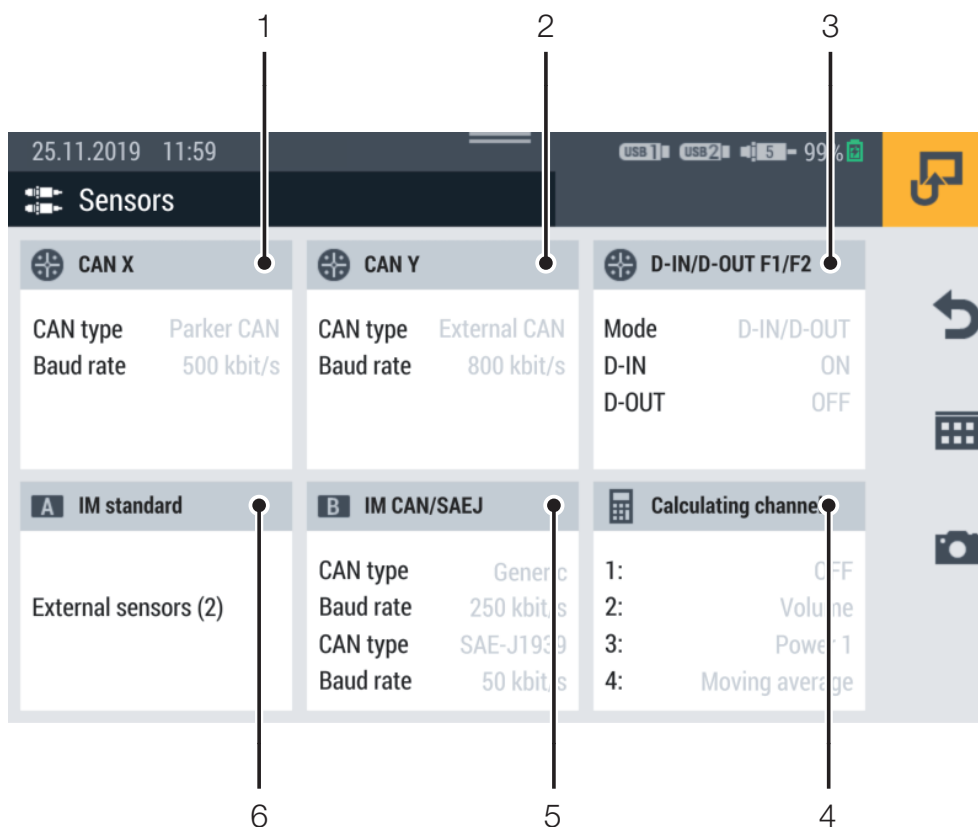 1 2 3
25.11.2019 11:59 USB 1 USB 2 5 99%
Sensors
CAN X
CAN type Parker CAN
Baud rate 500 kbit/s
CAN Y
CAN type External CAN
Baud rate 800 kbit/s
D-IN/D-OUT F1/F2
Mode D-IN/D-OUT
D-IN ON
D-OUT OFF
A IM standard
External sensors (2)
B IM CAN/SAEJ
CAN type Generic
Baud rate 250 kbit/s
CAN type SAE-J1939
Baud rate 50 kbit/s
Calculating channel
1: OFF
2: Volume
3: Power 1
4: Moving average
6 5 4